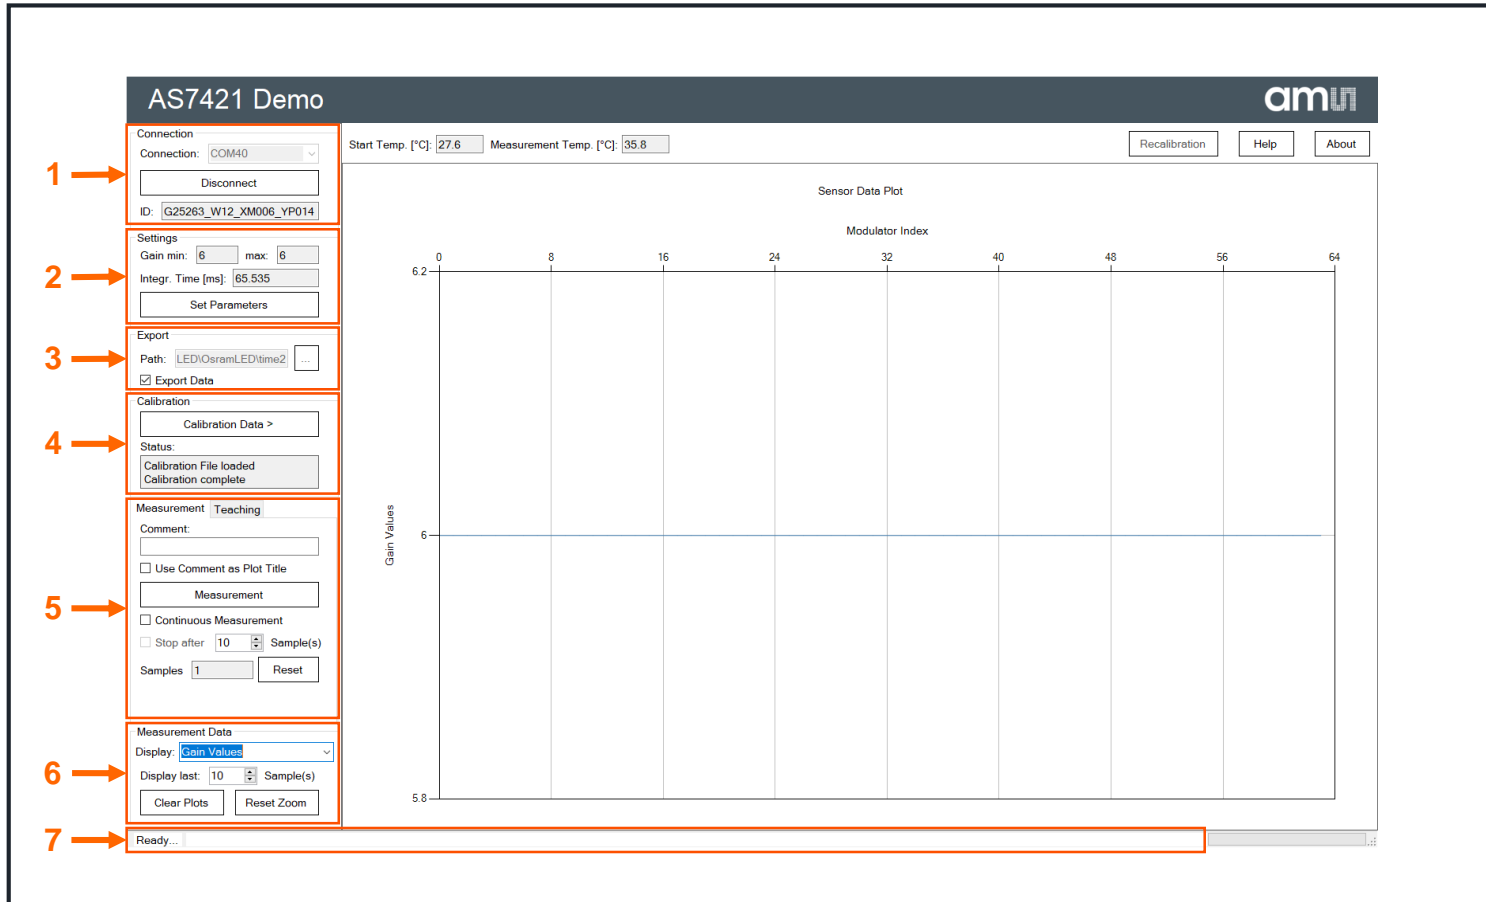 AS7421 Demo
amu
Connection
Connection: COM40
Disconnect
ID: G25263_W12_XM006_YP014
1
Settings
Gain min: 6 max: 6
Integr. Time [ms]: 65.535
Set Parameters
2
Export
Path: LED\OsramLED\time2 ...
Export Data
3
Calibration
Calibration Data >
Status:
Calibration File loaded
Calibration complete
4
Measurement Teaching
Comment:
Use Comment as Plot Title
Measurement
Continuous Measurement
Stop after 10 Sample(s)
Samples 1 Reset
5
Measurement Data
Display: Gain Values
Display last: 10 Sample(s)
Clear Plots Reset Zoom
6
Ready...
7
Start Temp. [°C]: 27.6 Measurement Temp. [°C]: 35.8 Recalibration Help About
Sensor Data Plot
Modulator Index
0 8 16 24 32 40 48 56 64
6.2
6
5.8
Gain Values